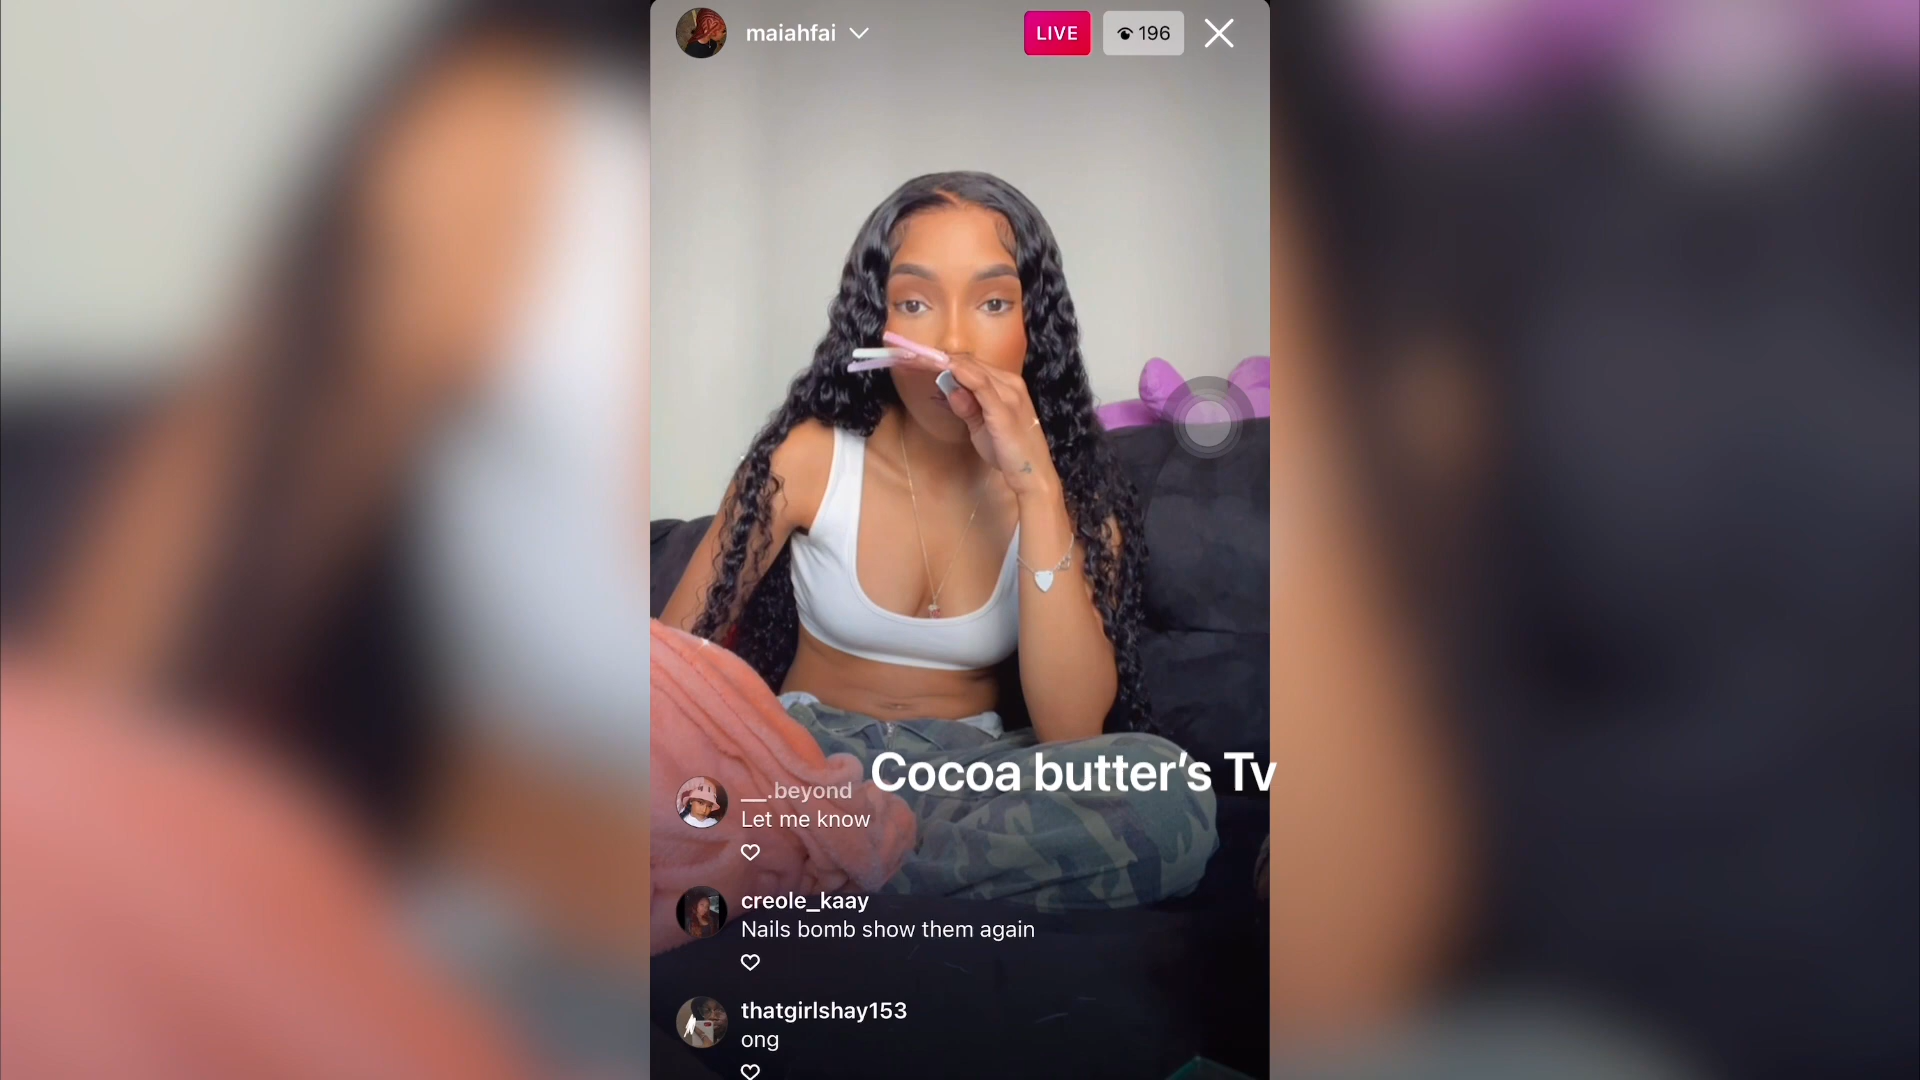 maiahfai
LIVE
196
Cocoa butter’s Tv
__.beyond
Let me know
creole_kaay
Nails bomb show them again
thatgirlshay153
ong